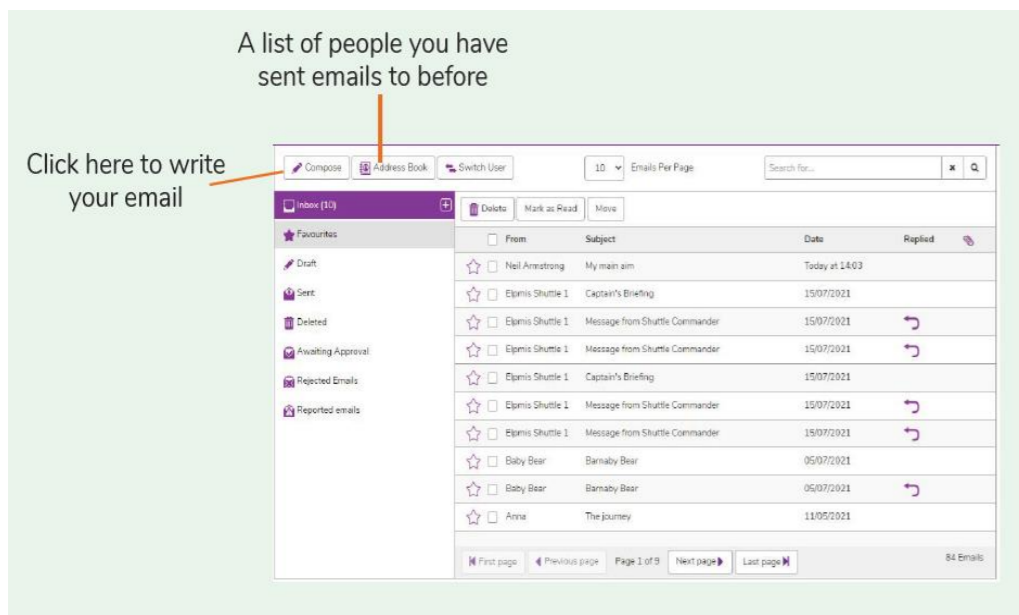 A list of people you have
sent emails to before
Click here to write
your email
Compose Address Book Switch User 10 Emails Per Page Search for...
Inbox (10)
Delete Mark as Read Move
Favourites
From Subject Date Replied
Draft
Neil Armstrong My main aim Today at 14:03
Sent
Elpmis Shuttle 1 Captain's Briefing 15/07/2021
Deleted
Elpmis Shuttle 1 Message from Shuttle Commander 15/07/2021
Awaiting Approval
Elpmis Shuttle 1 Message from Shuttle Commander 15/07/2021
Rejected Emails
Elpmis Shuttle 1 Captain's Briefing 15/07/2021
Reported emails
Elpmis Shuttle 1 Message from Shuttle Commander 15/07/2021
Elpmis Shuttle 1 Message from Shuttle Commander 15/07/2021
Baby Bear Barnaby Bear 05/07/2021
Baby Bear Barnaby Bear 05/07/2021
Anna The journey 11/05/2021
First page Previous page Page 1 of 9 Next page Last page 84 Emails